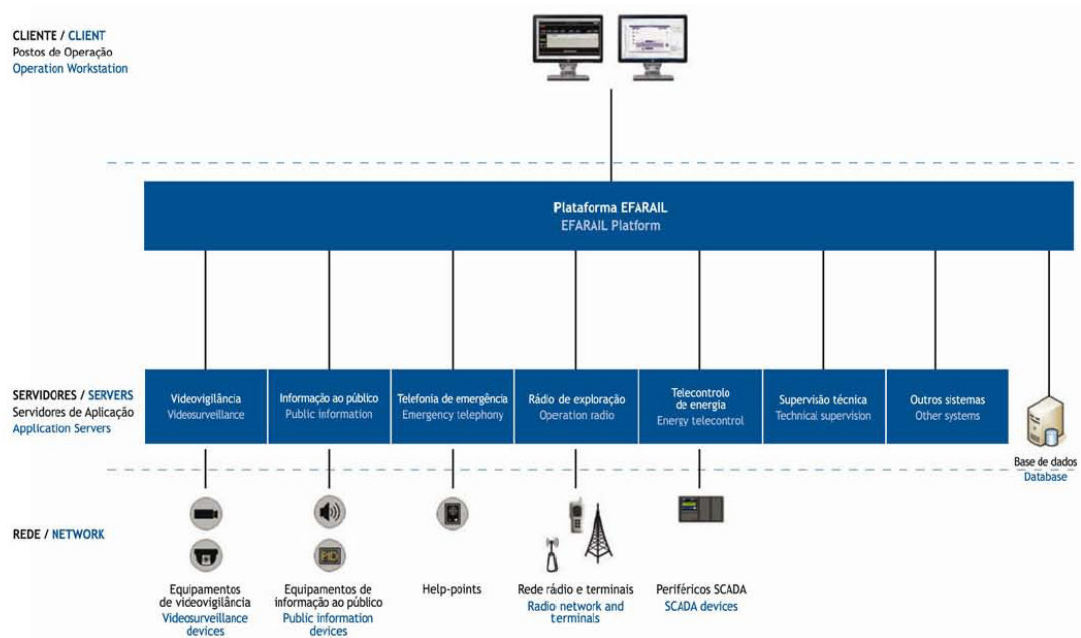 CLIENTE / CLIENT
Postos de Operação
Operation Workstation
Plataforma EFARAIL
EFARAIL Platform
SERVIDORES / SERVERS
Servidores de Aplicação
Application Servers
Videovigilância
Videosurveillance
Informação ao público
Public information
Telefonia de emergência
Emergency telephony
Rádio de exploração
Operation radio
Telecontrolo
de energia
Energy telecontrol
Supervisão técnica
Technical supervision
Outros sistemas
Other systems
Base de dados
Database
REDE / NETWORK
PID
Equipamentos
de videovigilância
Videosurveillance
devices
Equipamentos de
informação ao público
Public information
devices
Help-points
Rede rádio e terminais
Radio network and
terminals
Periféricos SCADA
SCADA devices